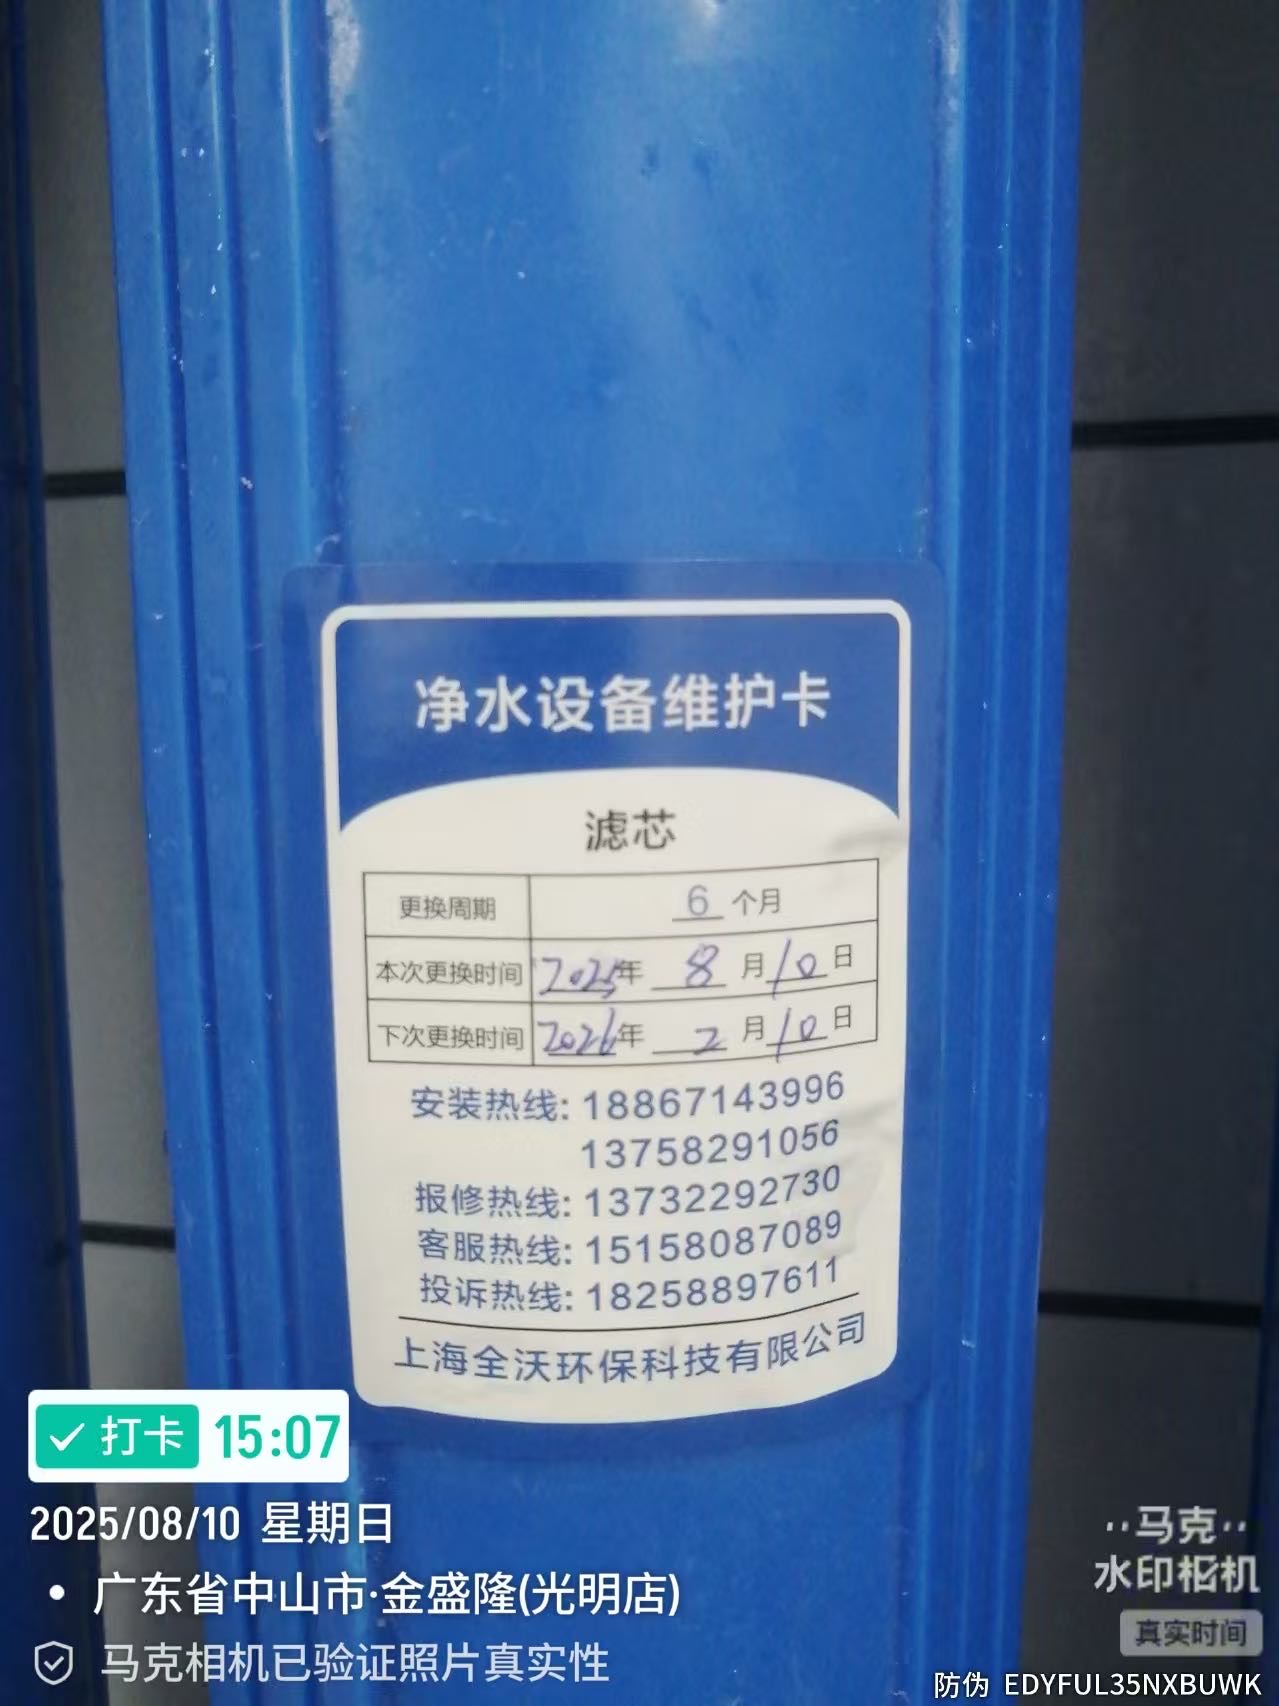 净水设备维护卡
滤芯
更换周期 6 个月
本次更换时间 2025年 8 月 10 日
下次更换时间 2026年 2 月 10 日
安装热线: 18867143996
13758291056
报修热线: 13732292730
客服热线: 15158087089
投诉热线: 18258897611
上海全沃环保科技有限公司
打卡 15:07
2025/08/10 星期日
广东省中山市·金盛隆(光明店)
马克相机已验证照片真实性
马克
水印相机
真实时间
防伪 EDYFUL35NXBUWK